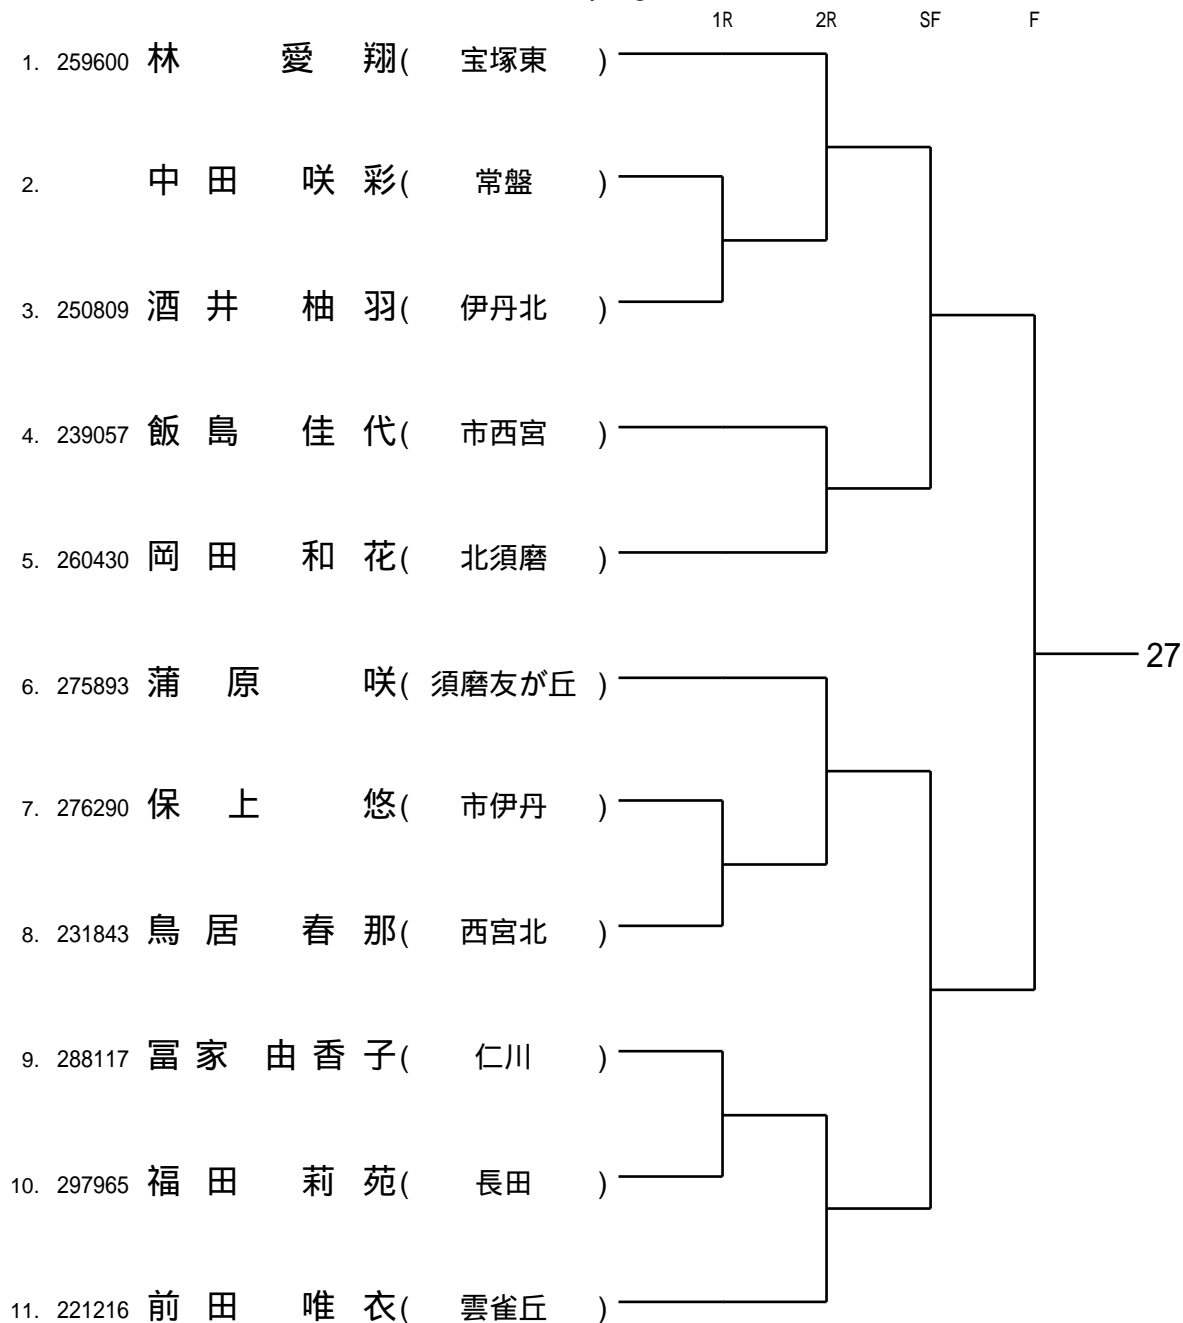 1R 2R SF F
1. 259600 林 愛 翔( 宝塚東 )
2. 中 田 咲 彩( 常盤 )
3. 250809 酒 井 柚 羽( 伊丹北 )
4. 239057 飯 島 佳 代( 市西宮 )
5. 260430 岡 田 和 花( 北須磨 )
6. 275893 蒲 原 咲( 須磨友が丘 )
27
7. 276290 保 上 悠( 市伊丹 )
8. 231843 鳥 居 春 那( 西宮北 )
9. 288117 冨 家 由 香 子( 仁川 )
10. 297965 福 田 莉 苑( 長田 )
11. 221216 前 田 唯 衣( 雲雀丘 )